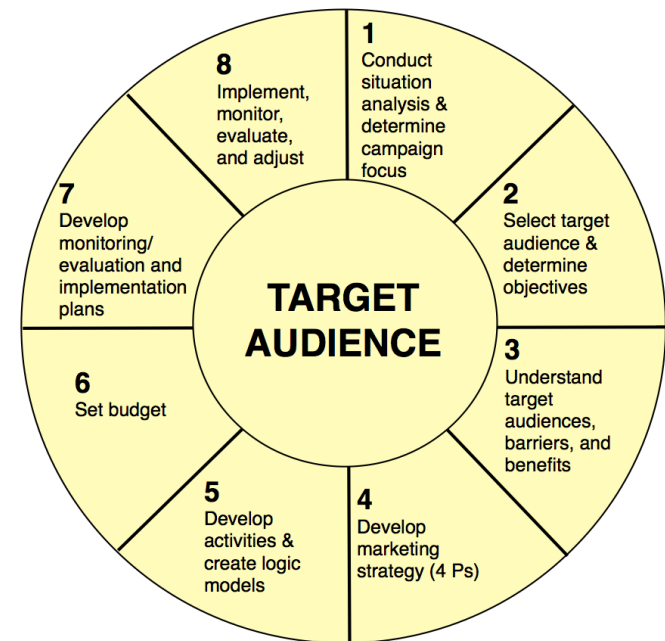 1
Conduct
situation
analysis &
determine
campaign
focus
2
Select target
audience &
determine
objectives
3
Understand
target
audiences,
barriers, and
benefits
4
Develop
marketing
strategy (4 Ps)
5
Develop
activities &
create logic
models
6
Set budget
7
Develop
monitoring/
evaluation and
implementation
plans
8
Implement,
monitor,
evaluate,
and adjust
TARGET
AUDIENCE